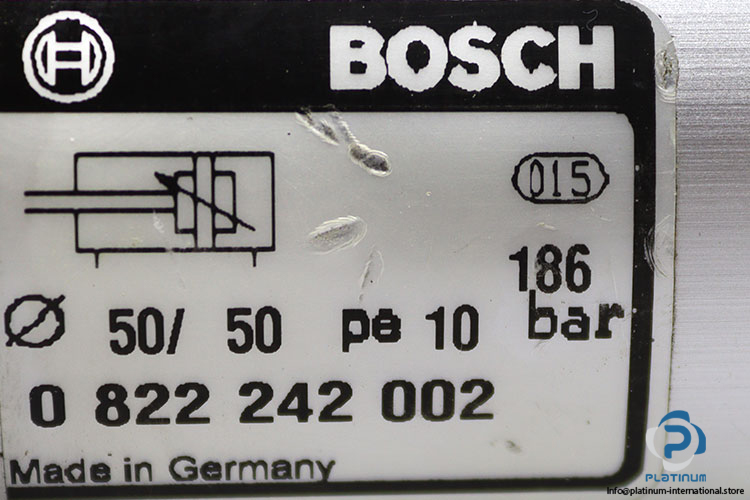 BOSCH
015
186
⌀ 50/ 50 pe 10 bar
0 822 242 002
Made in Germany
PLATINUM
info@platinum-international.store